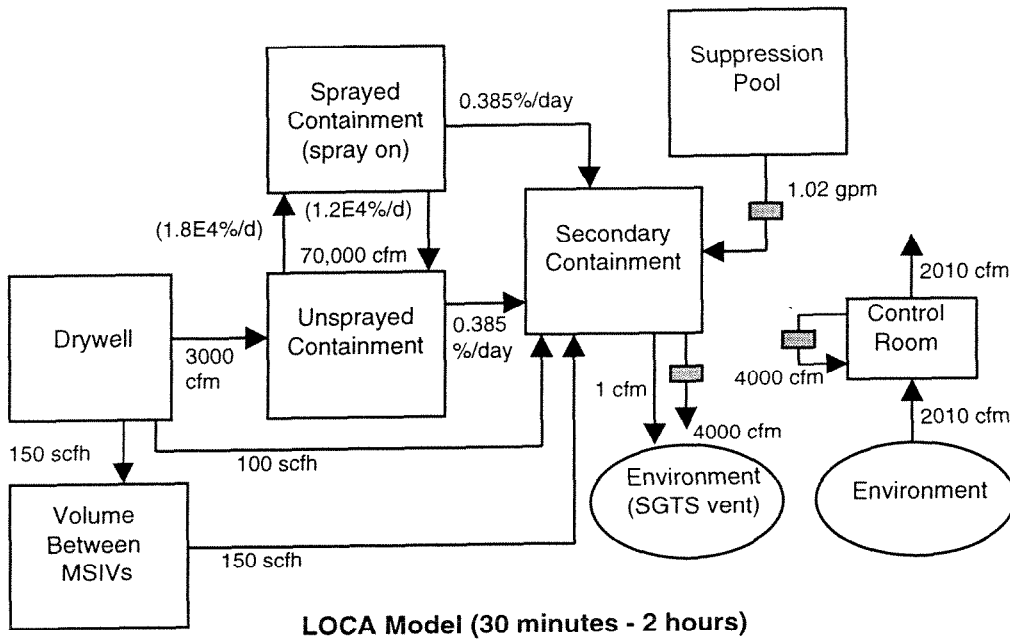 Sprayed
Containment
(spray on)
0.385%/day
Suppression
Pool
1.02 gpm
(1.8E4%/d)
(1.2E4%/d)
70,000 cfm
Secondary
Containment
2010 cfm
Drywell
3000
cfm
Unsprayed
Containment
0.385
%/day
Control
Room
4000 cfm
1 cfm
4000 cfm
2010 cfm
150 scfh
100 scfh
Environment
(SGTS vent)
Environment
Volume
Between
MSIVs
150 scfh
LOCA Model (30 minutes - 2 hours)